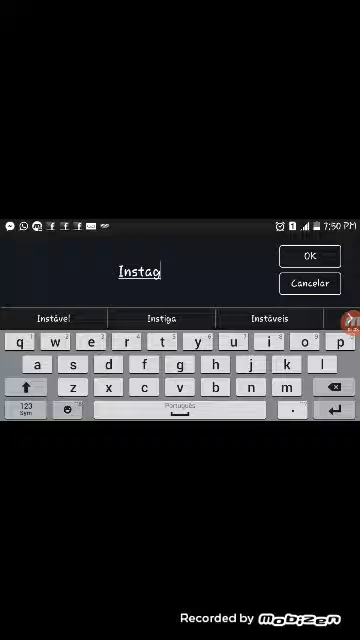 7:50 PM
Instag
OK
Cancelar
Instável
Instiga
Instáveis
q w e r t y u i o p
a s d f g h j k l
z x c v b n m
123
Sym
Português
.
Recorded by Mobizen